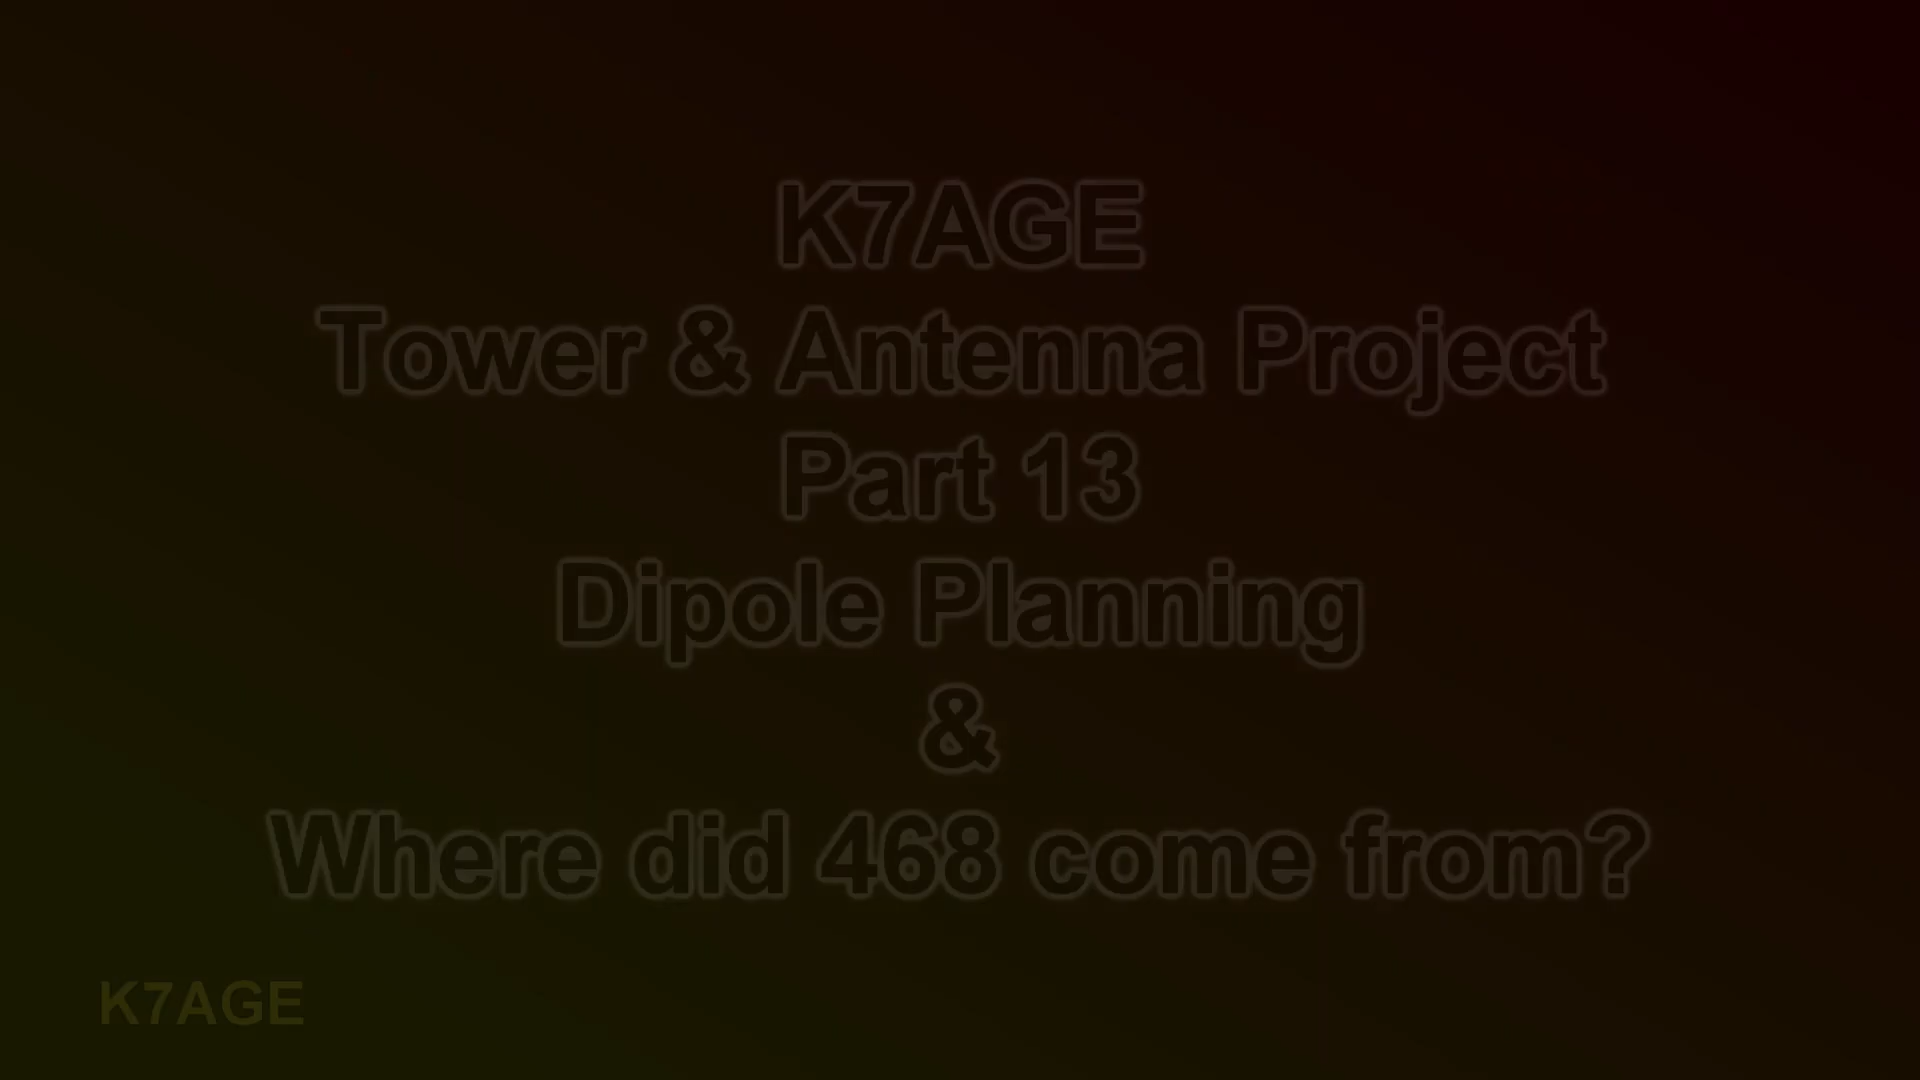 K7AGE
Tower & Antenna Project
Part 13
Dipole Planning
&
Where did 468 come from?
K7AGE